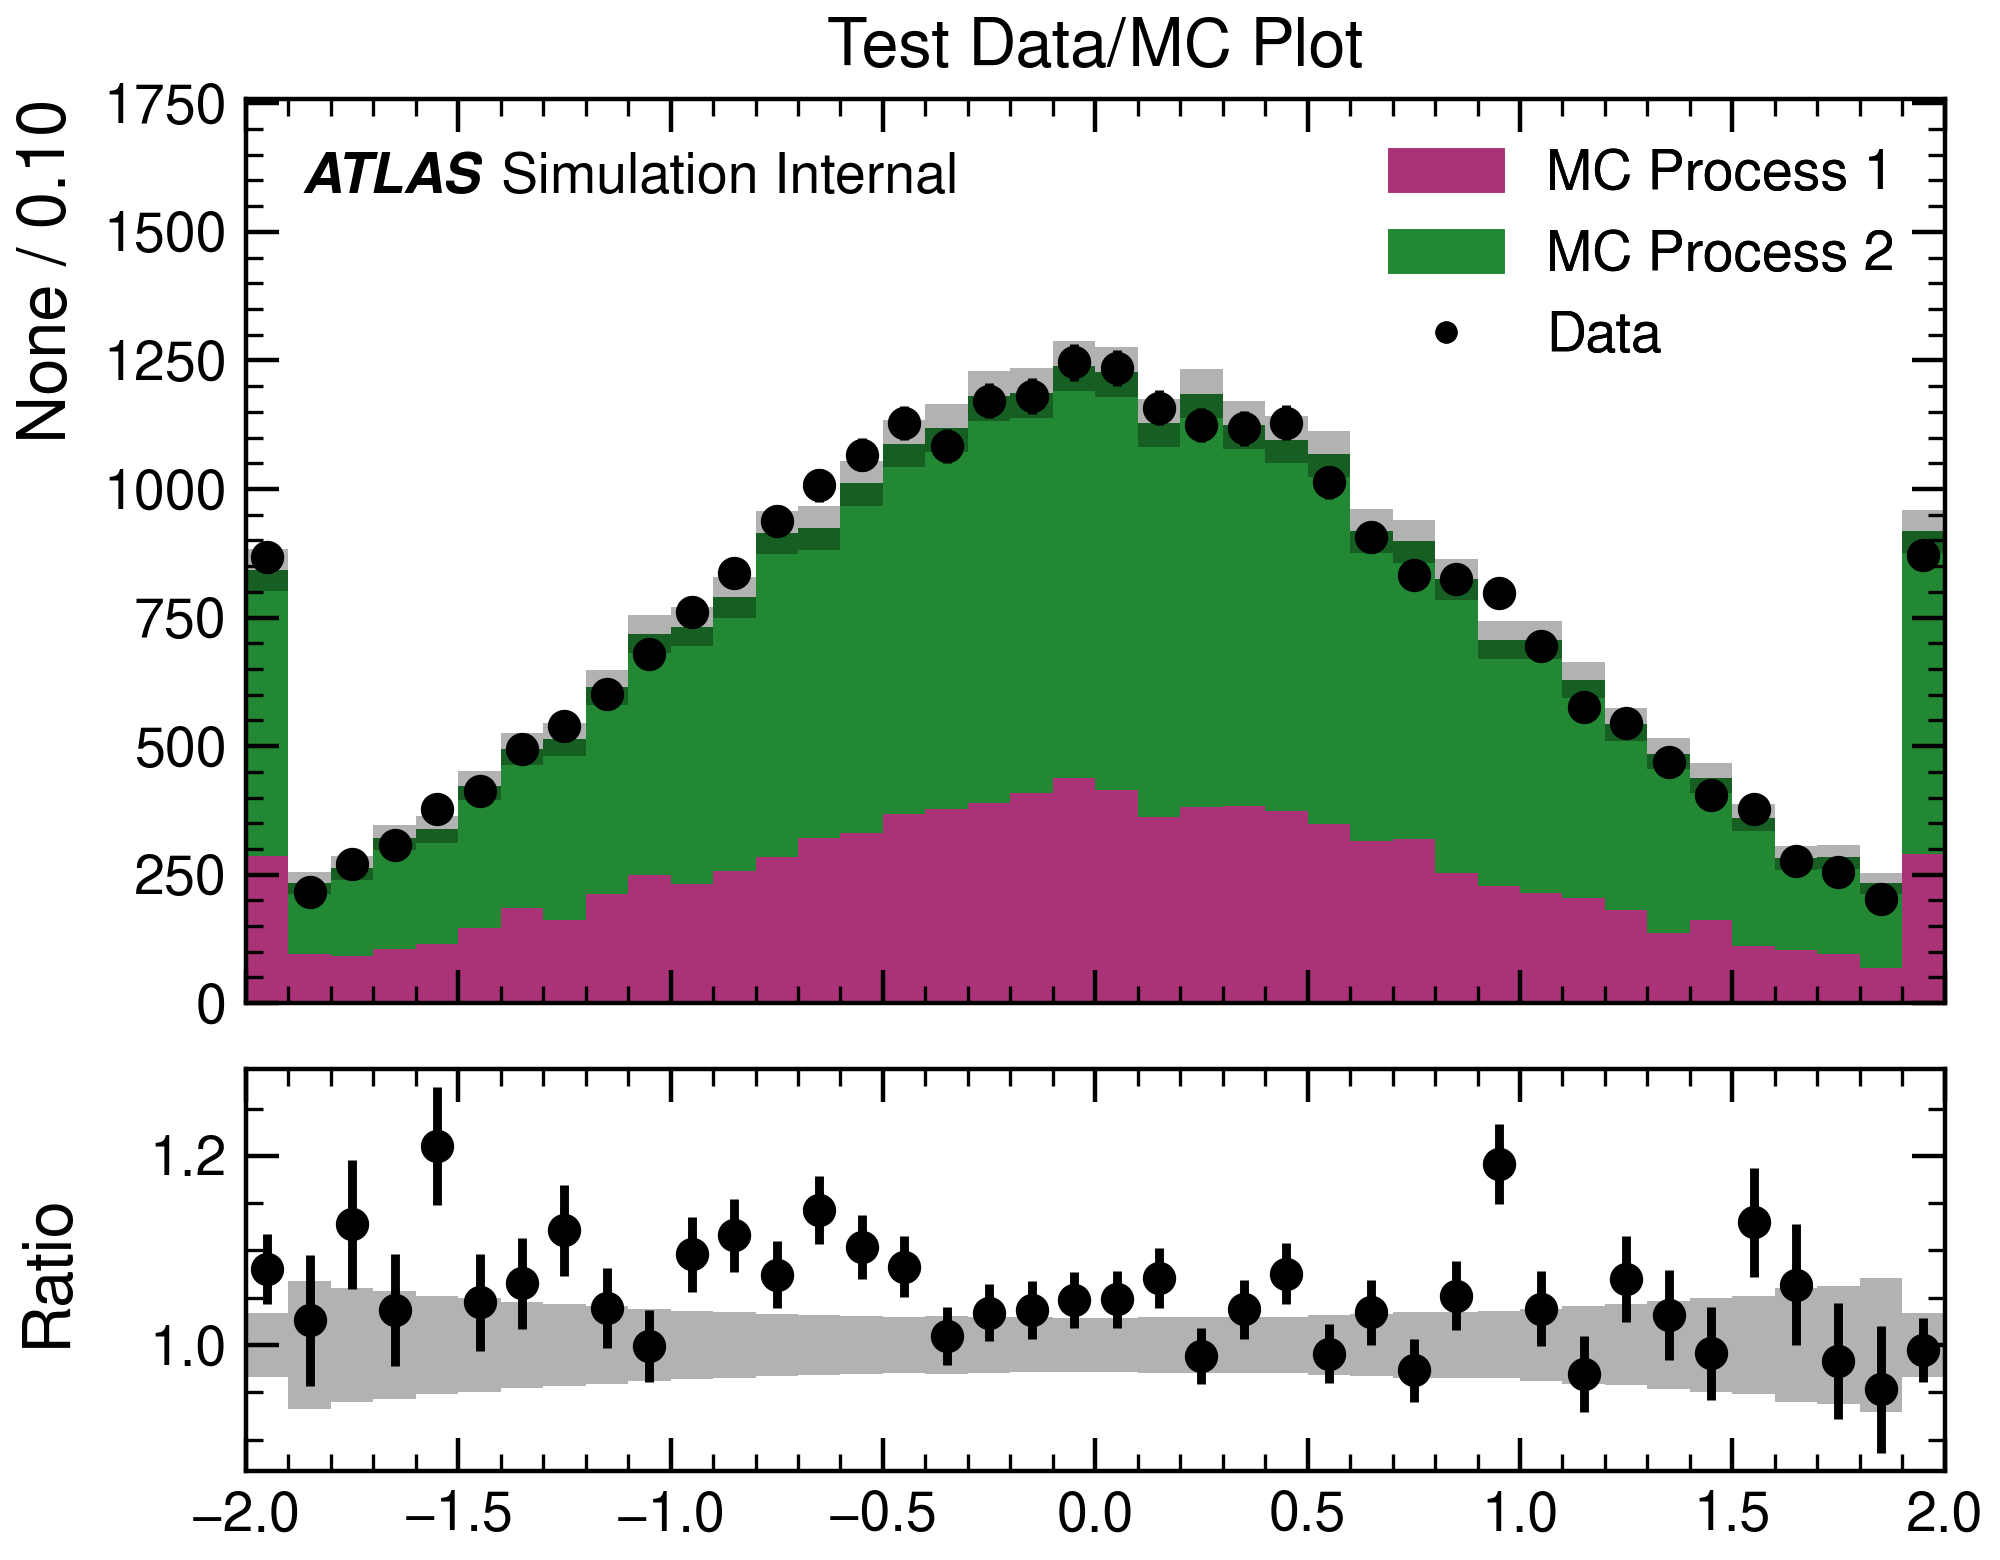 Test Data/MC Plot
None / 0.10
1750
1500
1250
1000
750
500
250
0
ATLAS Simulation Internal
MC Process 1
MC Process 2
Data
Ratio
1.2
1.0
−2.0 −1.5 −1.0 −0.5 0.0 0.5 1.0 1.5 2.0